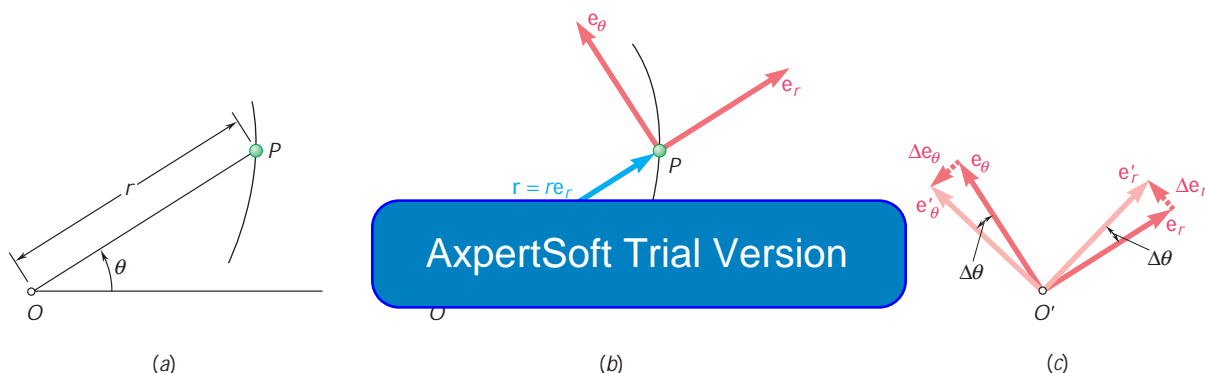 r
θ
O
P
(a)
e_θ
e_r
P
r = re_r
AxpertSoft Trial Version
O
(b)
Δe_θ
e_θ
e′_θ
Δθ
e′_r
Δe_r
e_r
Δθ
O′
(c)